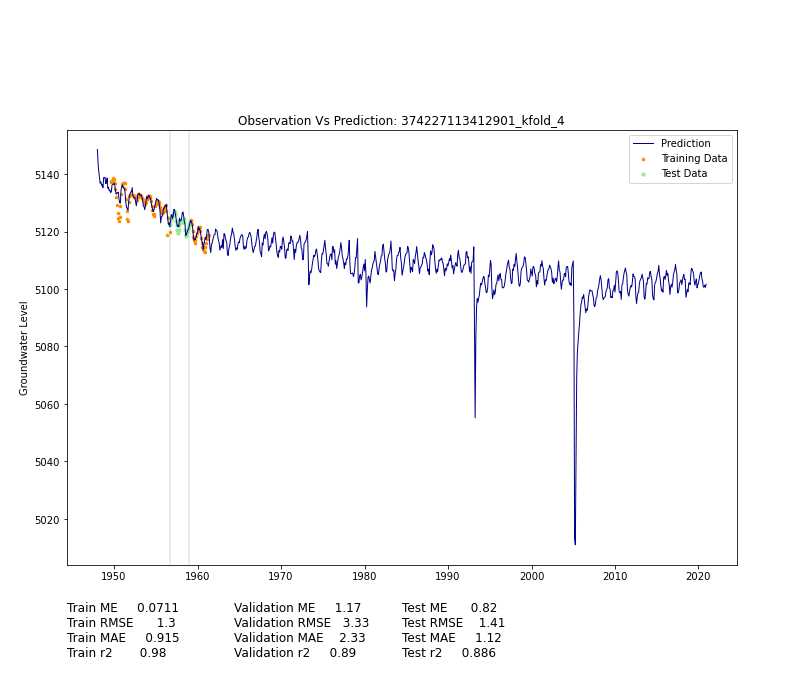 Observation Vs Prediction: 374227113412901_kfold_4
Prediction
Training Data
Test Data
5140
5120
5100
5080
5060
5040
5020
Groundwater Level
1950 1960 1970 1980 1990 2000 2010 2020
Train ME 0.0711 Validation ME 1.17 Test ME 0.82
Train RMSE 1.3 Validation RMSE 3.33 Test RMSE 1.41
Train MAE 0.915 Validation MAE 2.33 Test MAE 1.12
Train r2 0.98 Validation r2 0.89 Test r2 0.886